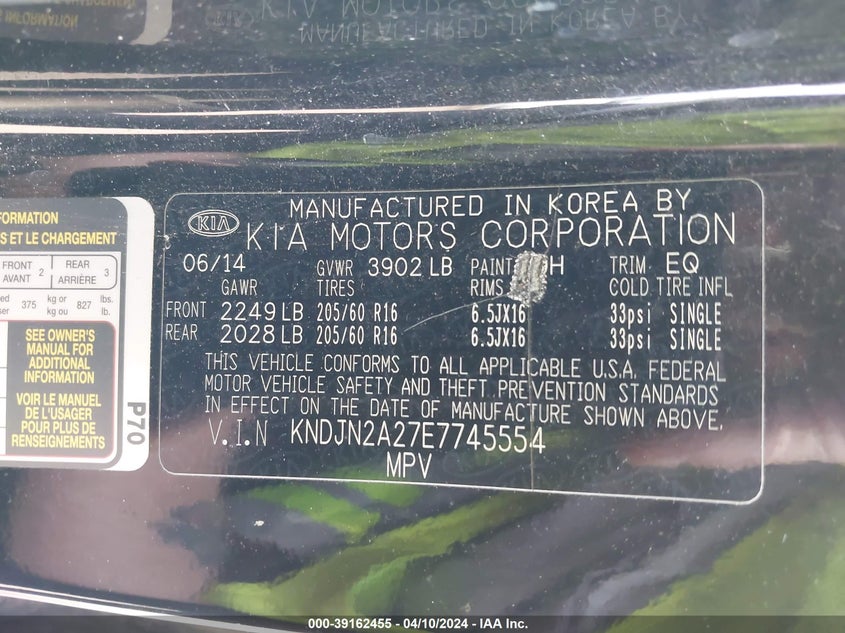 MANUFACTURED IN KOREA BY
KIA KIA MOTORS CORPORATION
06/14 GVWR 3902 LB PAINT H TRIM EQ
GAWR TIRES RIMS COLD TIRE INFL
FRONT 2249 LB 205/60 R16 6.5JX16 33psi SINGLE
REAR 2028 LB 205/60 R16 6.5JX16 33psi SINGLE
THIS VEHICLE CONFORMS TO ALL APPLICABLE U.S.A. FEDERAL
MOTOR VEHICLE SAFETY AND THEFT PREVENTION STANDARDS
IN EFFECT ON THE DATE OF MANUFACTURE SHOWN ABOVE.
V.I.N KNDJN2A27E7745554
MPV
ET LE CHARGEMENT
FRONT
AVANT 2
REAR
ARRIÈRE 3
375 kg or
kg ou 827 lbs.
lb.
SEE OWNER'S
MANUAL FOR
ADDITIONAL
INFORMATION
VOIR LE MANUEL
DE L'USAGER
POUR PLUS DE
RENSEIGNEMENTS
P70
000-39162455 - 04/10/2024 - IAA Inc.